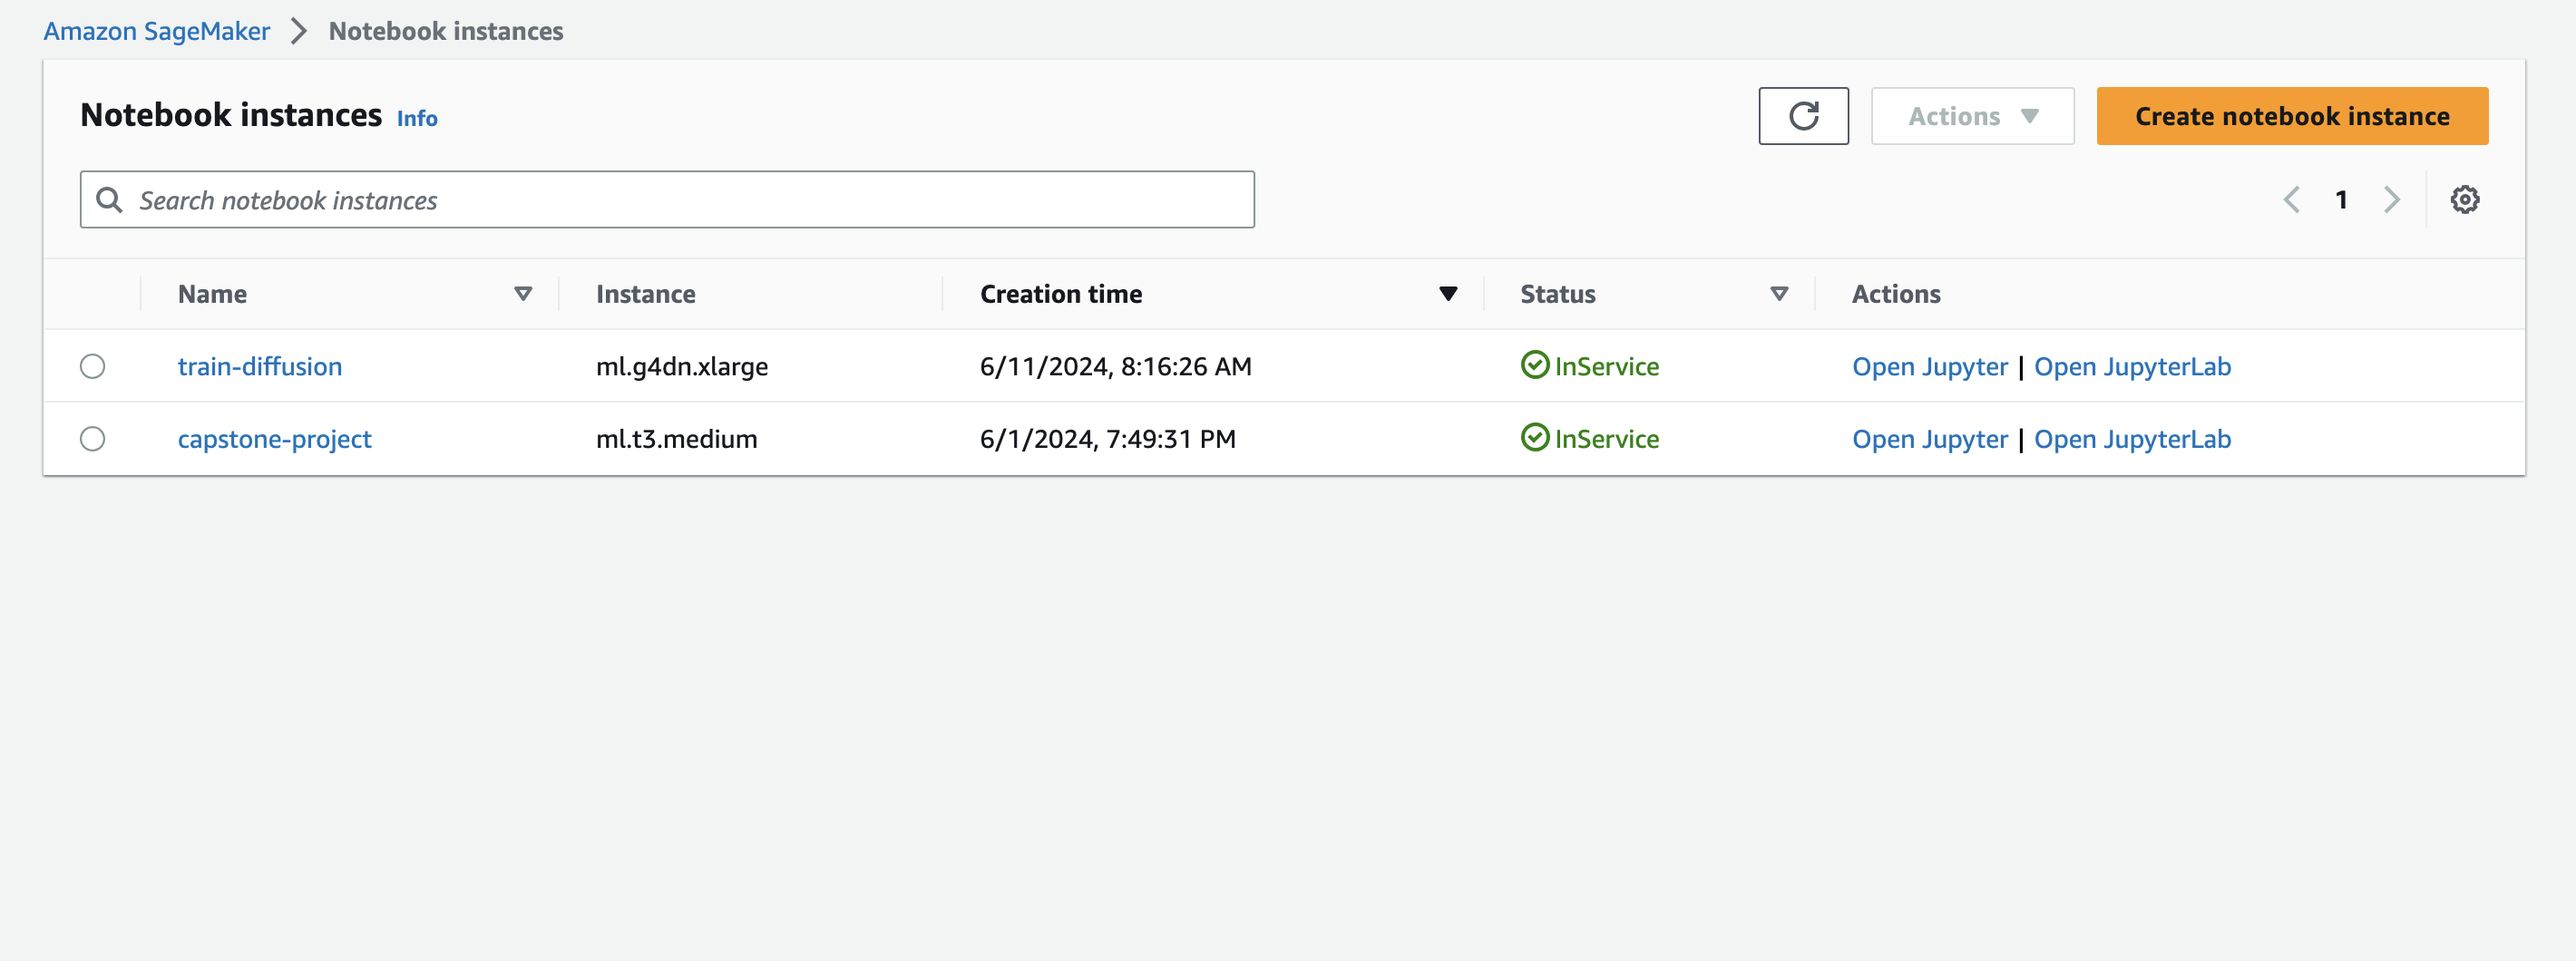 Amazon SageMaker > Notebook instances
Notebook instances Info
Actions
Create notebook instance
Search notebook instances
1
Name Instance Creation time Status Actions
train-diffusion ml.g4dn.xlarge 6/11/2024, 8:16:26 AM InService Open Jupyter | Open JupyterLab
capstone-project ml.t3.medium 6/1/2024, 7:49:31 PM InService Open Jupyter | Open JupyterLab